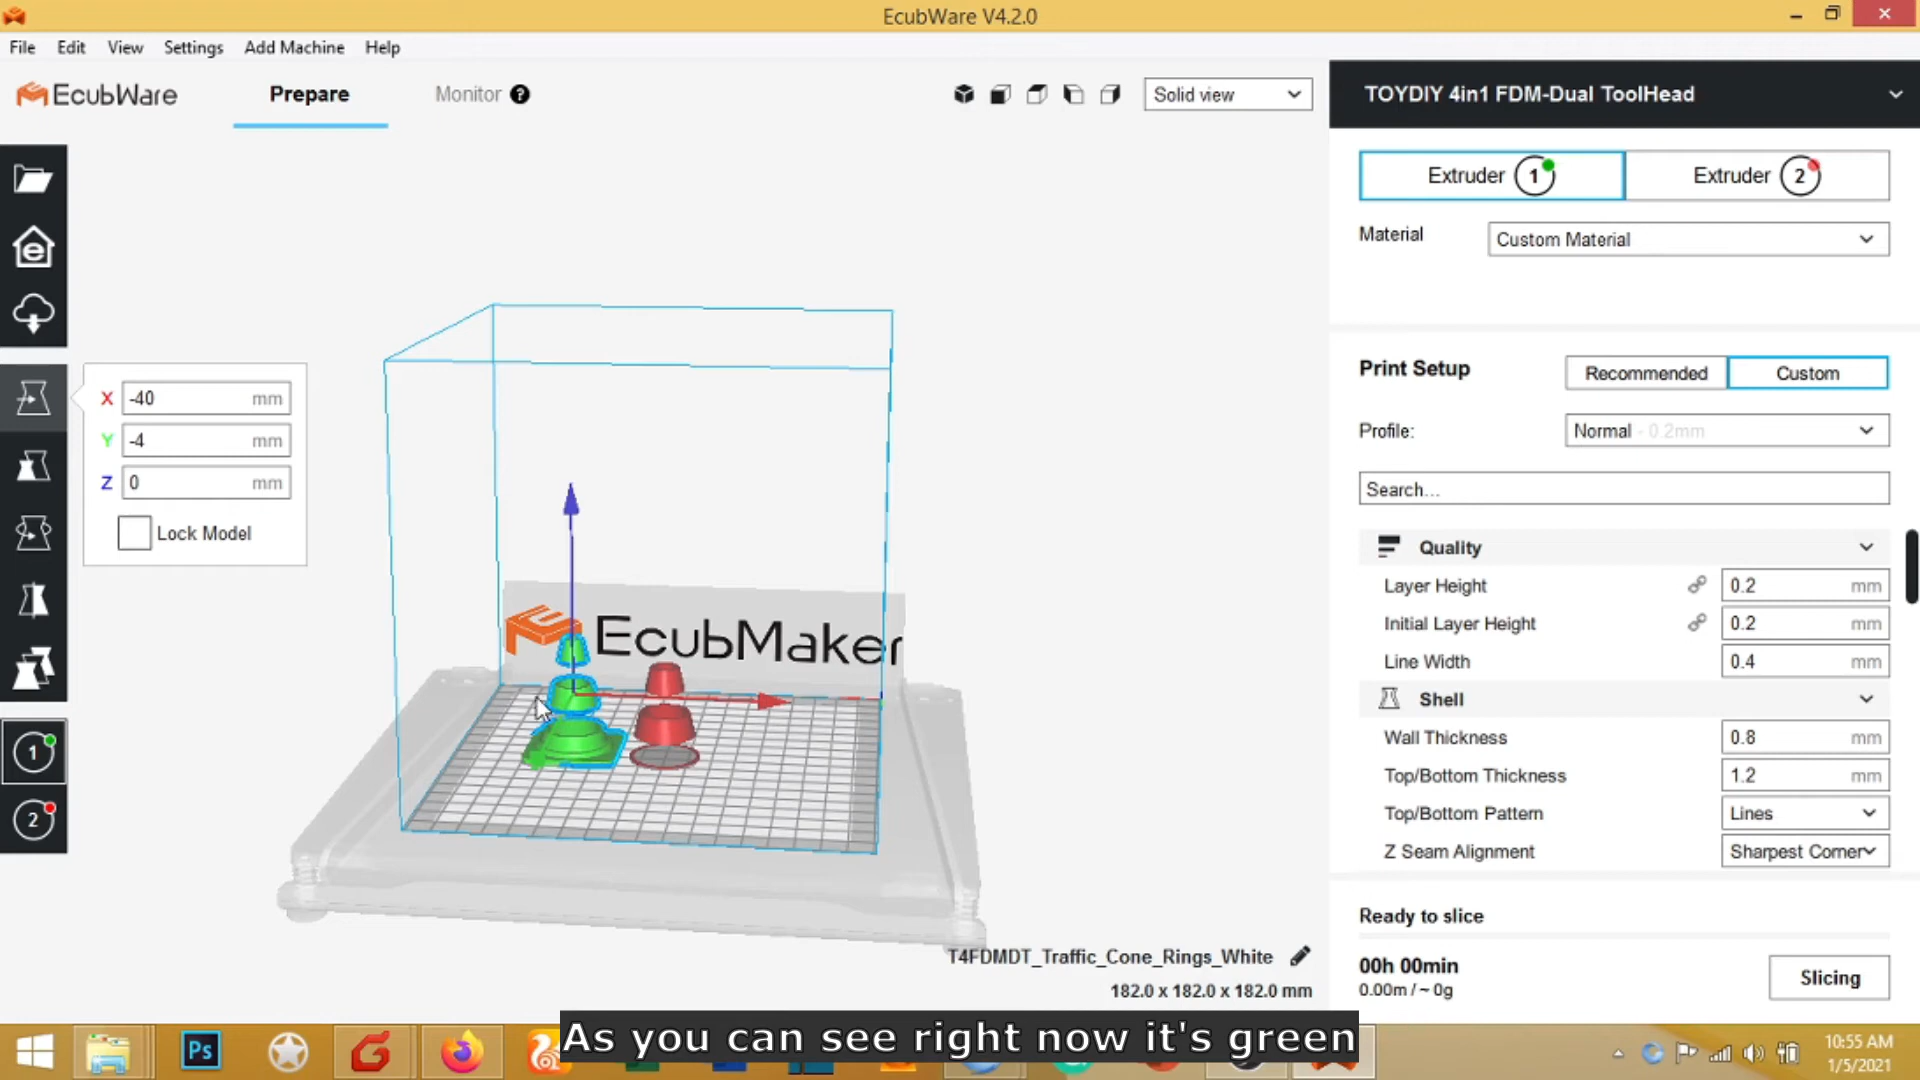 EcubWare V4.2.0
File Edit View Settings Add Machine Help
EcubWare
Prepare
Monitor ?
Solid view
TOYDIY 4in1 FDM-Dual ToolHead
Extruder 1
Extruder 2
Material
Custom Material
Print Setup
Recommended
Custom
Profile:
Normal - 0.2mm
Search...
Quality
Layer Height 0.2 mm
Initial Layer Height 0.2 mm
Line Width 0.4 mm
Shell
Wall Thickness 0.8 mm
Top/Bottom Thickness 1.2 mm
Top/Bottom Pattern Lines
Z Seam Alignment Sharpest Corner
X -40 mm
Y -4 mm
Z 0 mm
Lock Model
1
2
EcubMaker
T4FDMDT_Traffic_Cone_Rings_White
182.0 x 182.0 x 182.0 mm
Ready to slice
00h 00min
0.00m / ~ 0g
Slicing
Ps
As you can see right now it's green
10:55 AM
1/5/2021